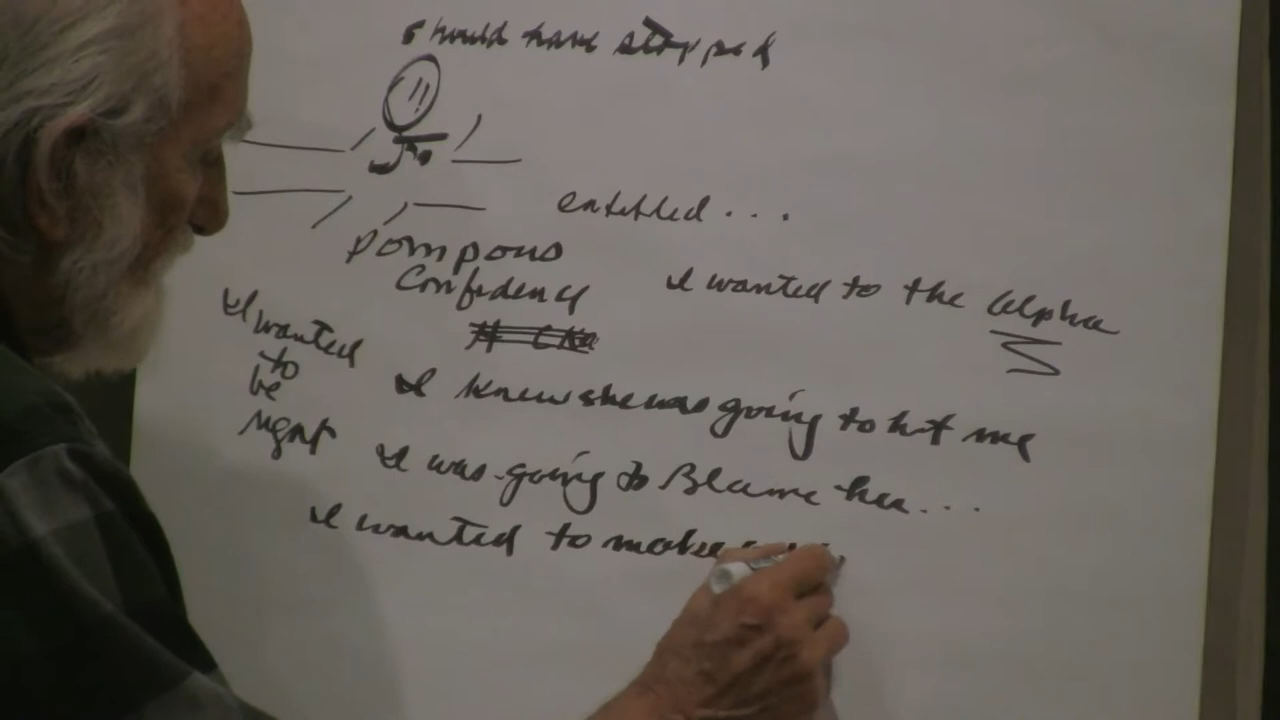 should have stopped
entitled...
Pompous
Confidency
I wanted to the alpha
I wanted
to
be
right
I knew she was going to hit me
I was going to Blame her...
I wanted to make